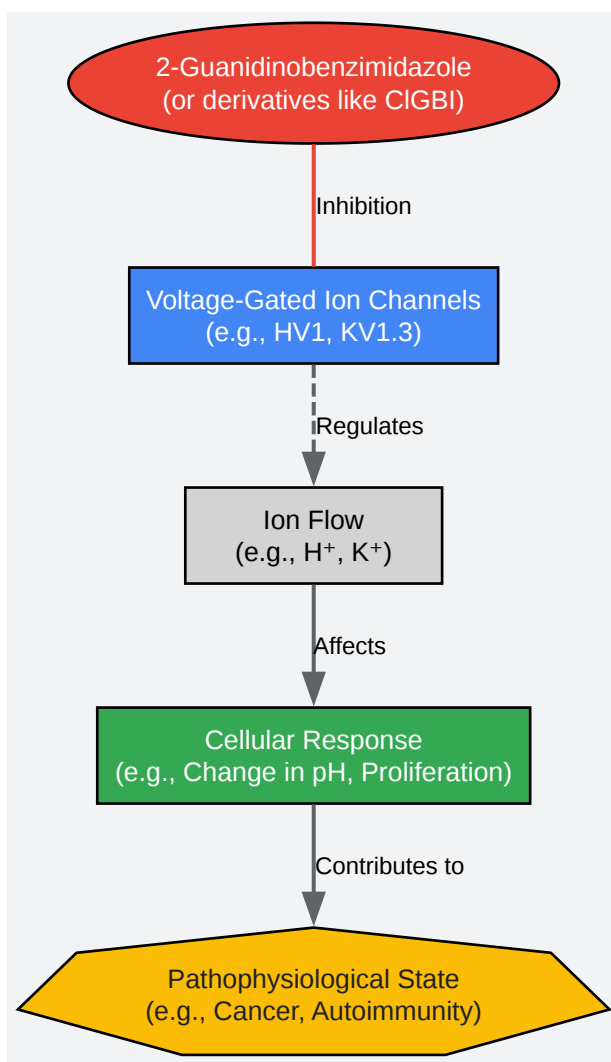 2-Guanidinobenzimidazole
(or derivatives like ClGBI)
Inhibition
Voltage-Gated Ion Channels
(e.g., HV1, KV1.3)
Regulates
Ion Flow
(e.g., H⁺, K⁺)
Affects
Cellular Response
(e.g., Change in pH, Proliferation)
Contributes to
Pathophysiological State
(e.g., Cancer, Autoimmunity)